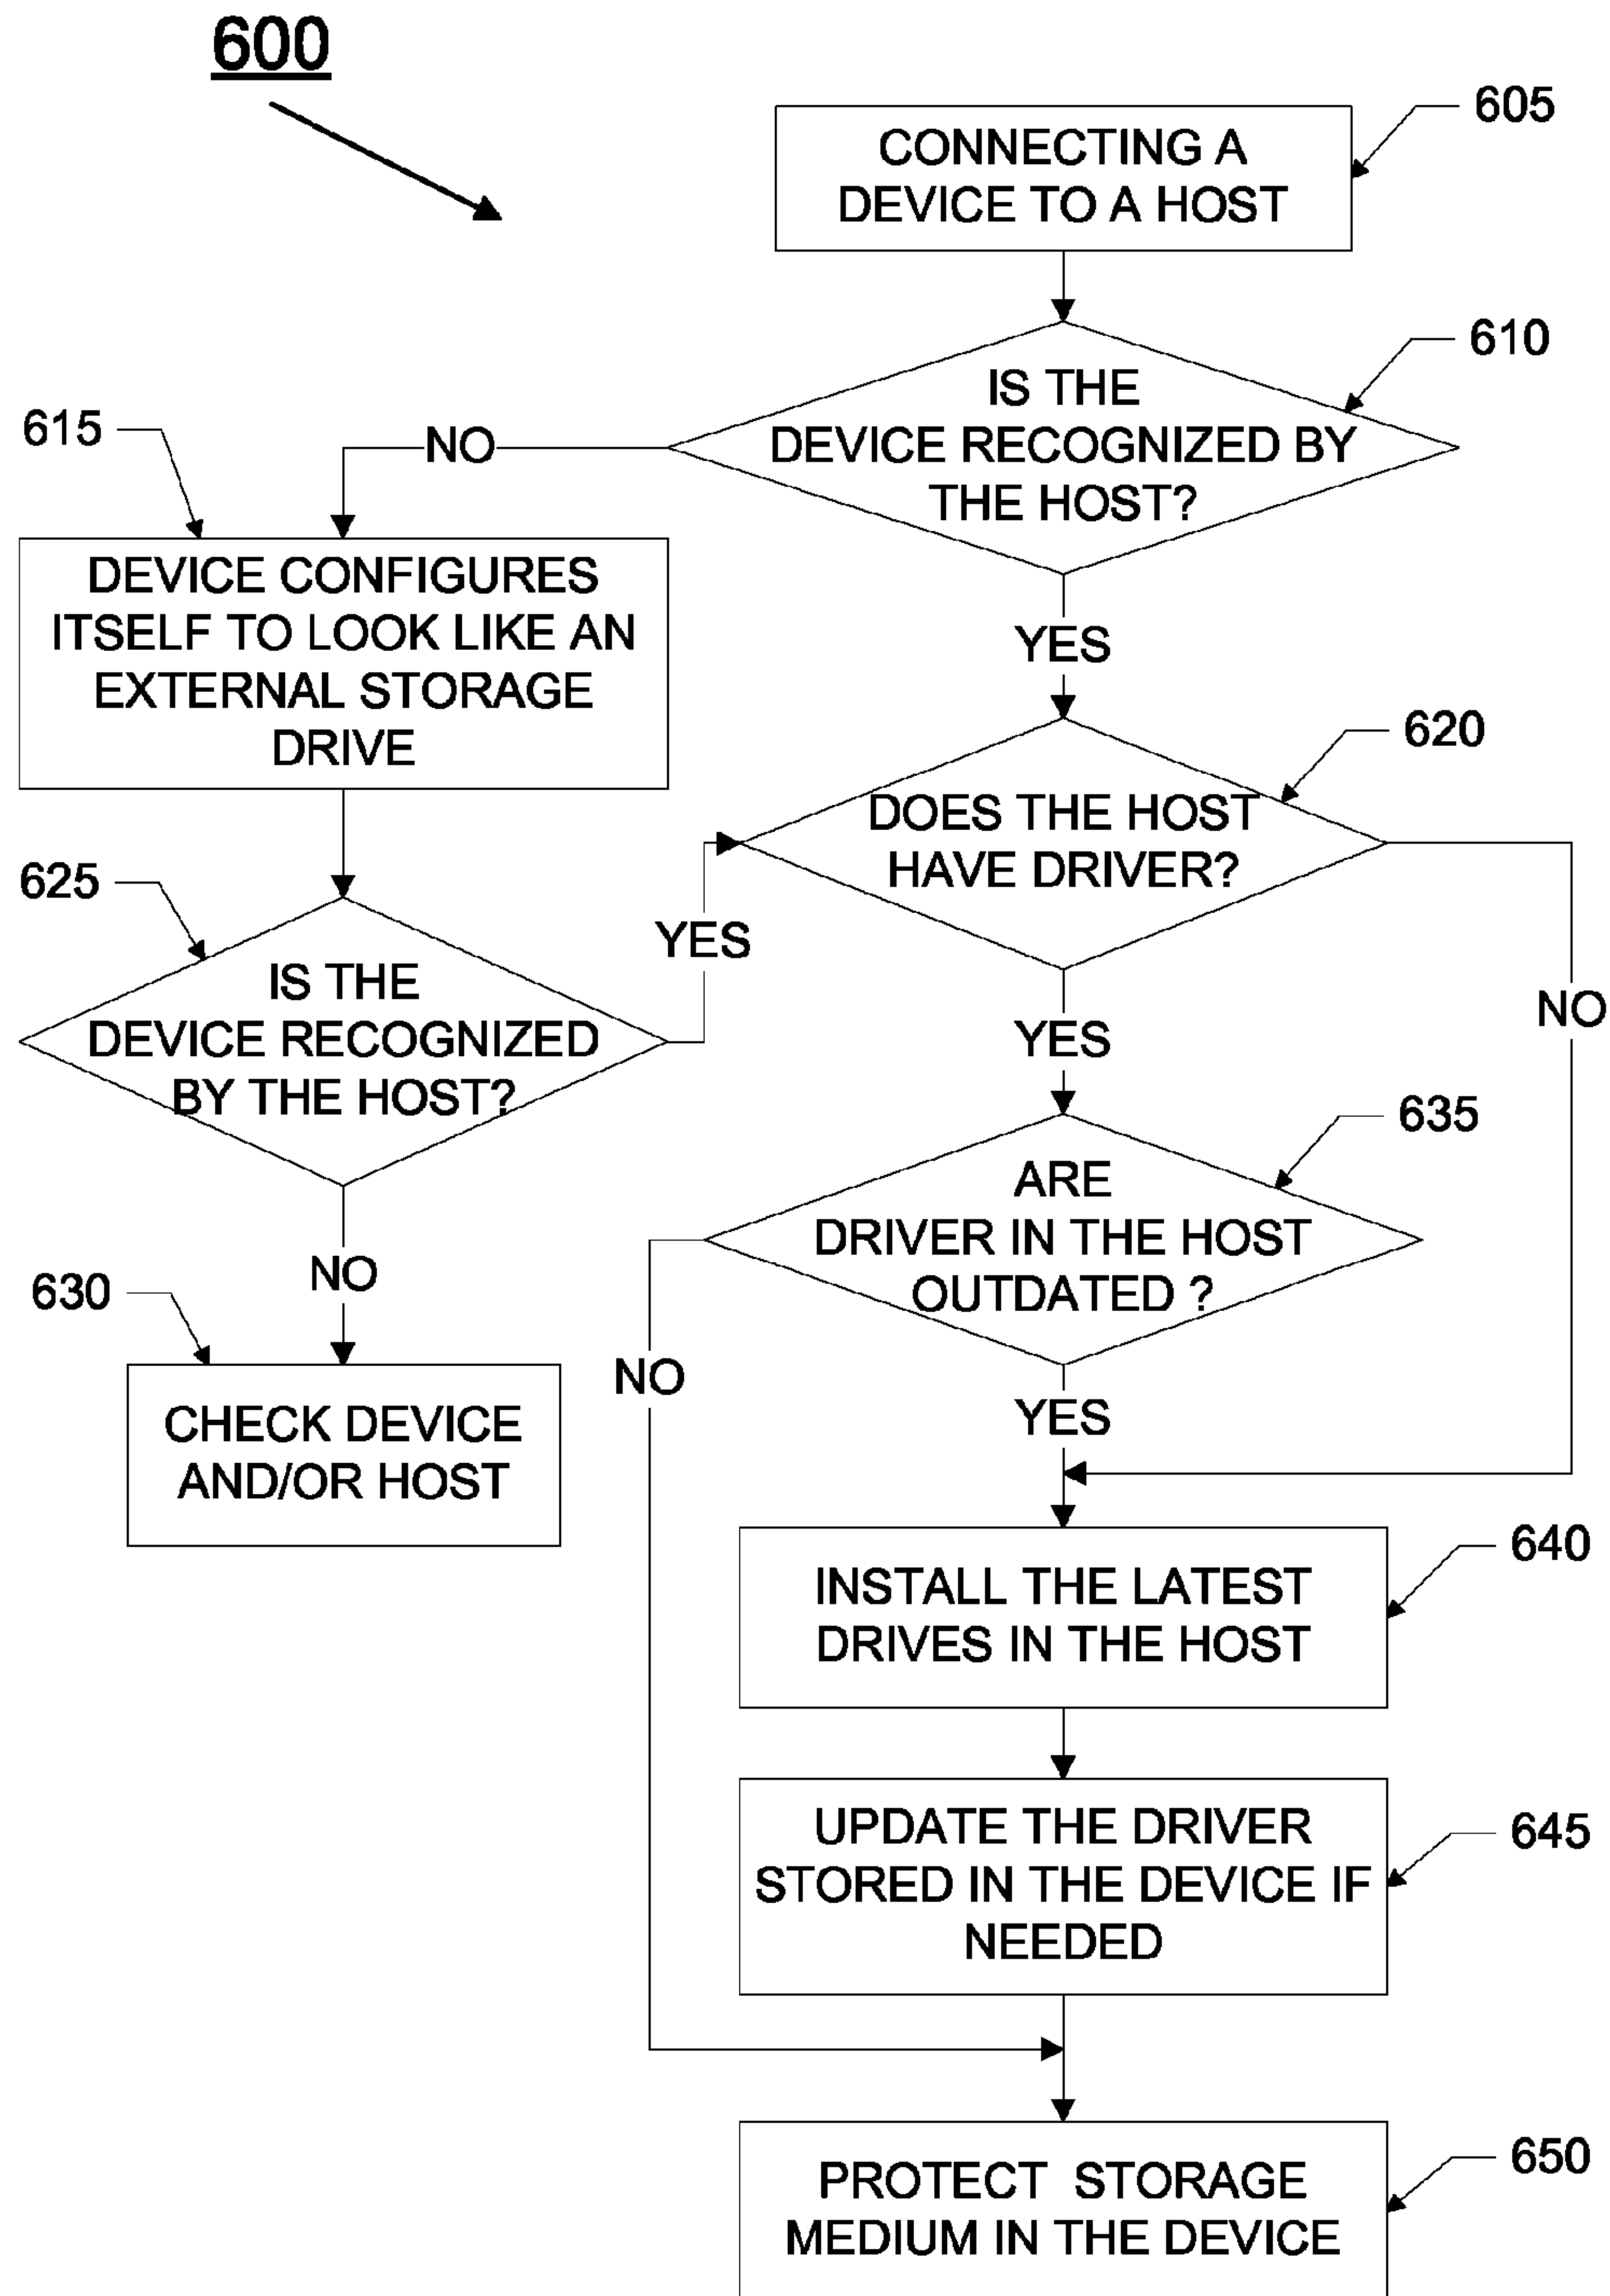 600
605
CONNECTING A
DEVICE TO A HOST
610
IS THE
DEVICE RECOGNIZED BY
THE HOST?
NO
615
DEVICE CONFIGURES
ITSELF TO LOOK LIKE AN
EXTERNAL STORAGE
DRIVE
YES
620
DOES THE HOST
HAVE DRIVER?
625
YES
IS THE
DEVICE RECOGNIZED
BY THE HOST?
NO
YES
635
ARE
DRIVER IN THE HOST
OUTDATED ?
NO
630
CHECK DEVICE
AND/OR HOST
NO
YES
640
INSTALL THE LATEST
DRIVES IN THE HOST
645
UPDATE THE DRIVER
STORED IN THE DEVICE IF
NEEDED
650
PROTECT STORAGE
MEDIUM IN THE DEVICE